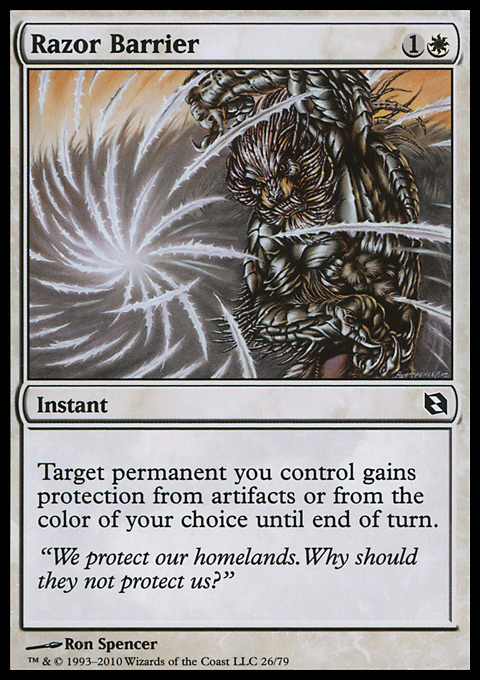 Razor Barrier 1
Instant
Target permanent you control gains
protection from artifacts or from the
color of your choice until end of turn.
“We protect our homelands. Why should
they not protect us?”
Ron Spencer
™ & © 1993–2010 Wizards of the Coast LLC 26/79